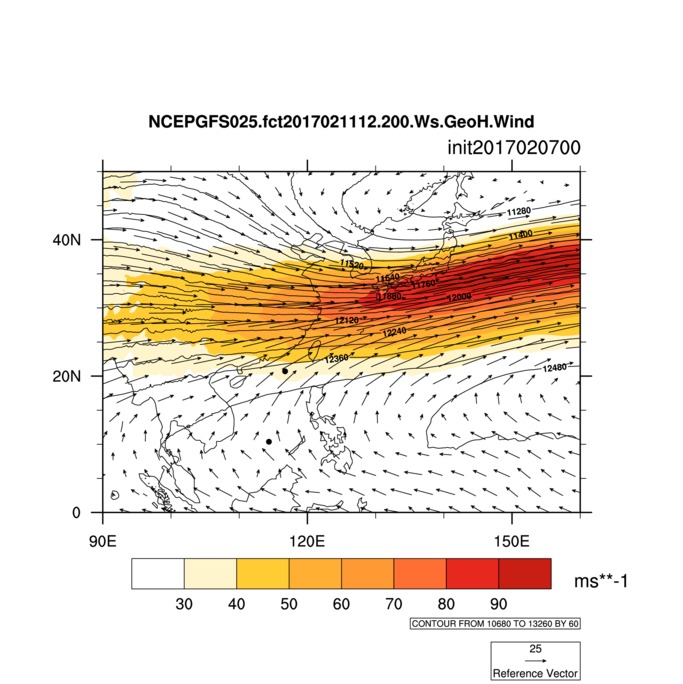 NCEPGFS025.fct2017021112.200.Ws.GeoH.Wind
init2017020700
11280
11400
40N
11520
11640
11760
11880
12000
12120
12240
12360
12480
20N
0
90E 120E 150E
ms**-1
30 40 50 60 70 80 90
CONTOUR FROM 10680 TO 13260 BY 60
25
Reference Vector